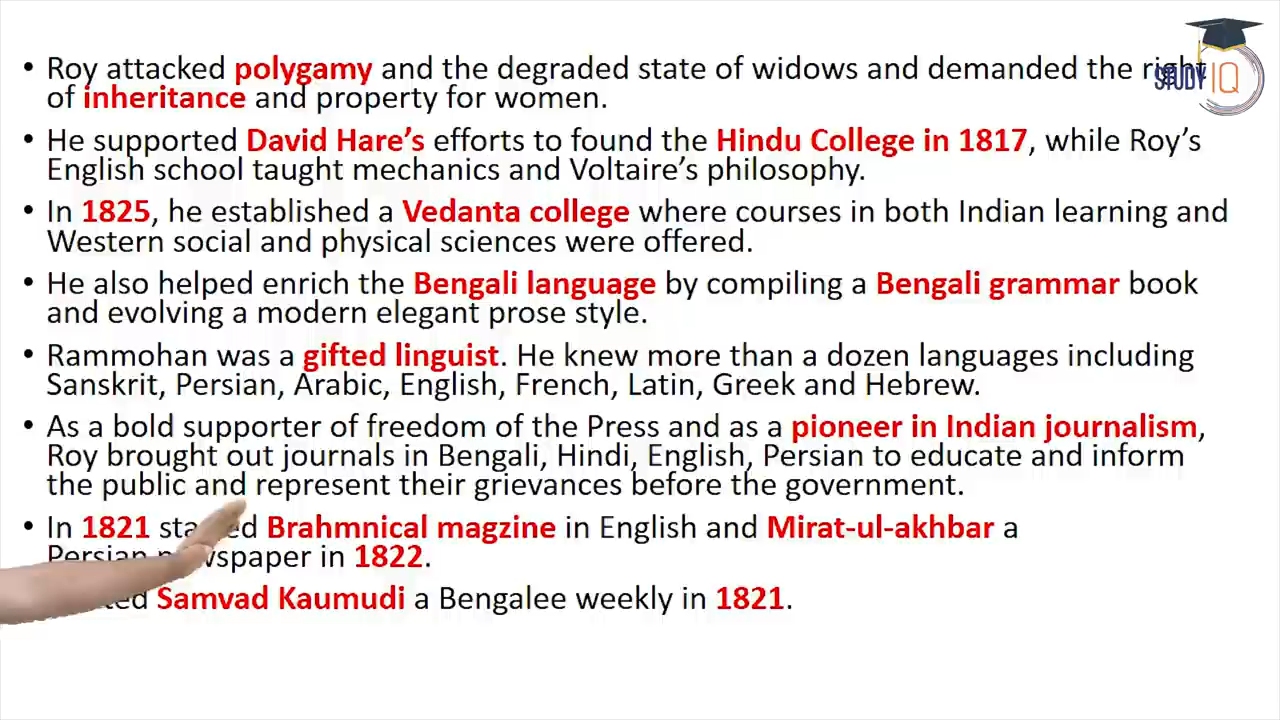 • Roy attacked polygamy and the degraded state of widows and demanded the right
of inheritance and property for women.
• He supported David Hare’s efforts to found the Hindu College in 1817, while Roy’s
English school taught mechanics and Voltaire’s philosophy.
• In 1825, he established a Vedanta college where courses in both Indian learning and
Western social and physical sciences were offered.
• He also helped enrich the Bengali language by compiling a Bengali grammar book
and evolving a modern elegant prose style.
• Rammohan was a gifted linguist. He knew more than a dozen languages including
Sanskrit, Persian, Arabic, English, French, Latin, Greek and Hebrew.
• As a bold supporter of freedom of the Press and as a pioneer in Indian journalism,
Roy brought out journals in Bengali, Hindi, English, Persian to educate and inform
the public and represent their grievances before the government.
• In 1821 started Brahmnical magzine in English and Mirat-ul-akhbar a
Persian newspaper in 1822.
Samvad Kaumudi a Bengalee weekly in 1821.
STUDY IQ